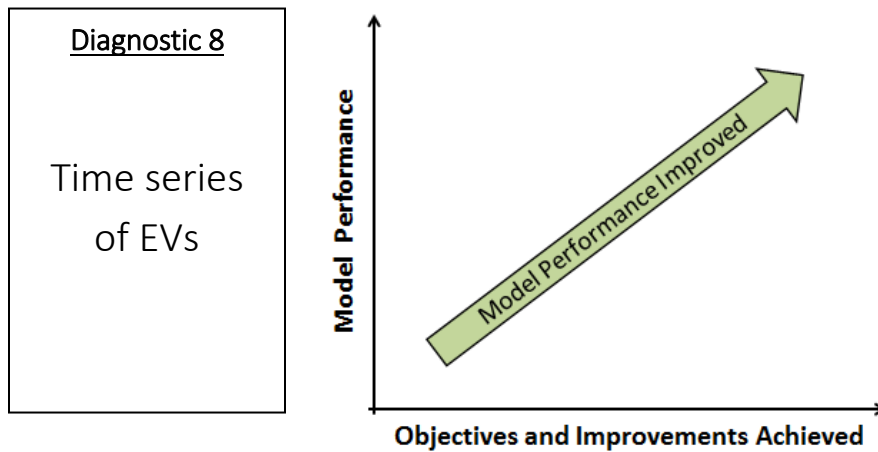 Diagnostic 8
Time series
of EVs
Model Performance
Model Performance Improved
Objectives and Improvements Achieved